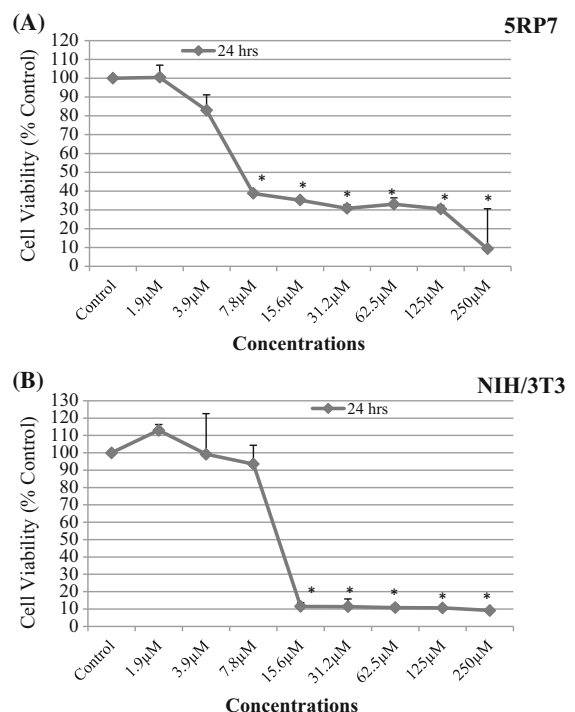 (A)
5RP7
24 hrs
Cell Viability (% Control)
120
110
100
90
80
70
60
50
40
30
20
10
0
* * * * * *
Control
1.9µM
3.9µM
7.8µM
15.6µM
31.2µM
62.5µM
125µM
250µM
Concentrations
(B)
NIH/3T3
24 hrs
Cell Viability (% Control)
130
120
110
100
90
80
70
60
50
40
30
20
10
0
* * * * *
Control
1.9µM
3.9µM
7.8µM
15.6µM
31.2µM
62.5µM
125µM
250µM
Concentrations